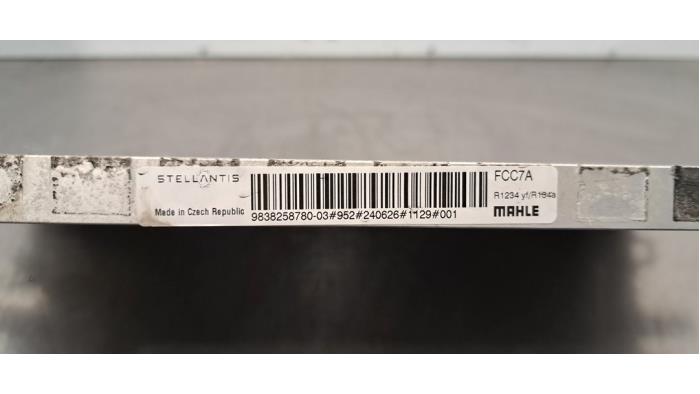 STELLANTIS
Made in Czech Republic
9838258780-03#952#240626#1129#001
FCC7A
R1234 yf/R134a
MAHLE